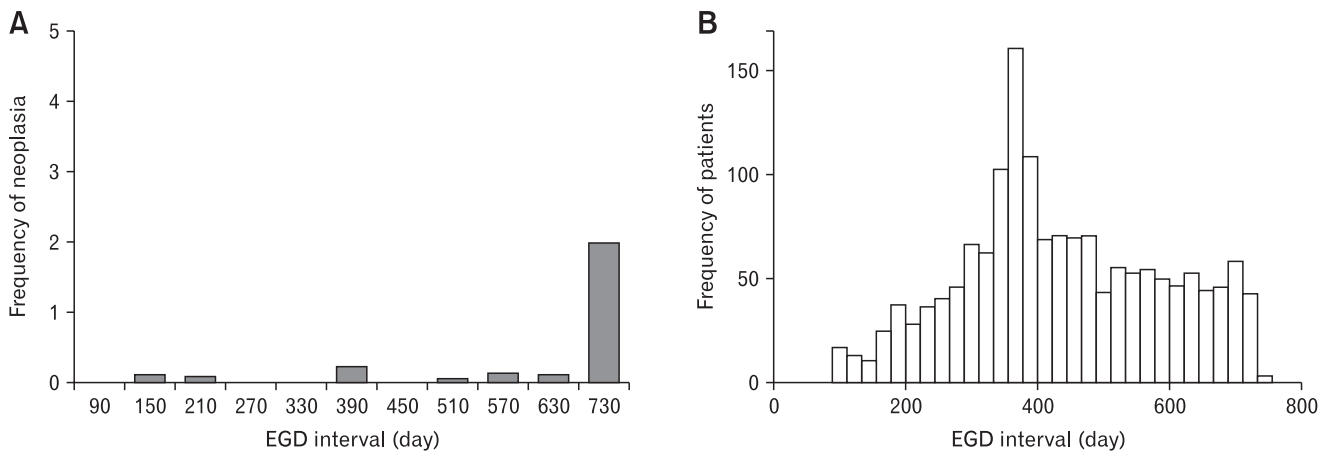 A
Frequency of neoplasia
5
4
3
2
1
0
90 150 210 270 330 390 450 510 570 630 730
EGD interval (day)
B
Frequency of patients
150
100
50
0
0 200 400 600 800
EGD interval (day)